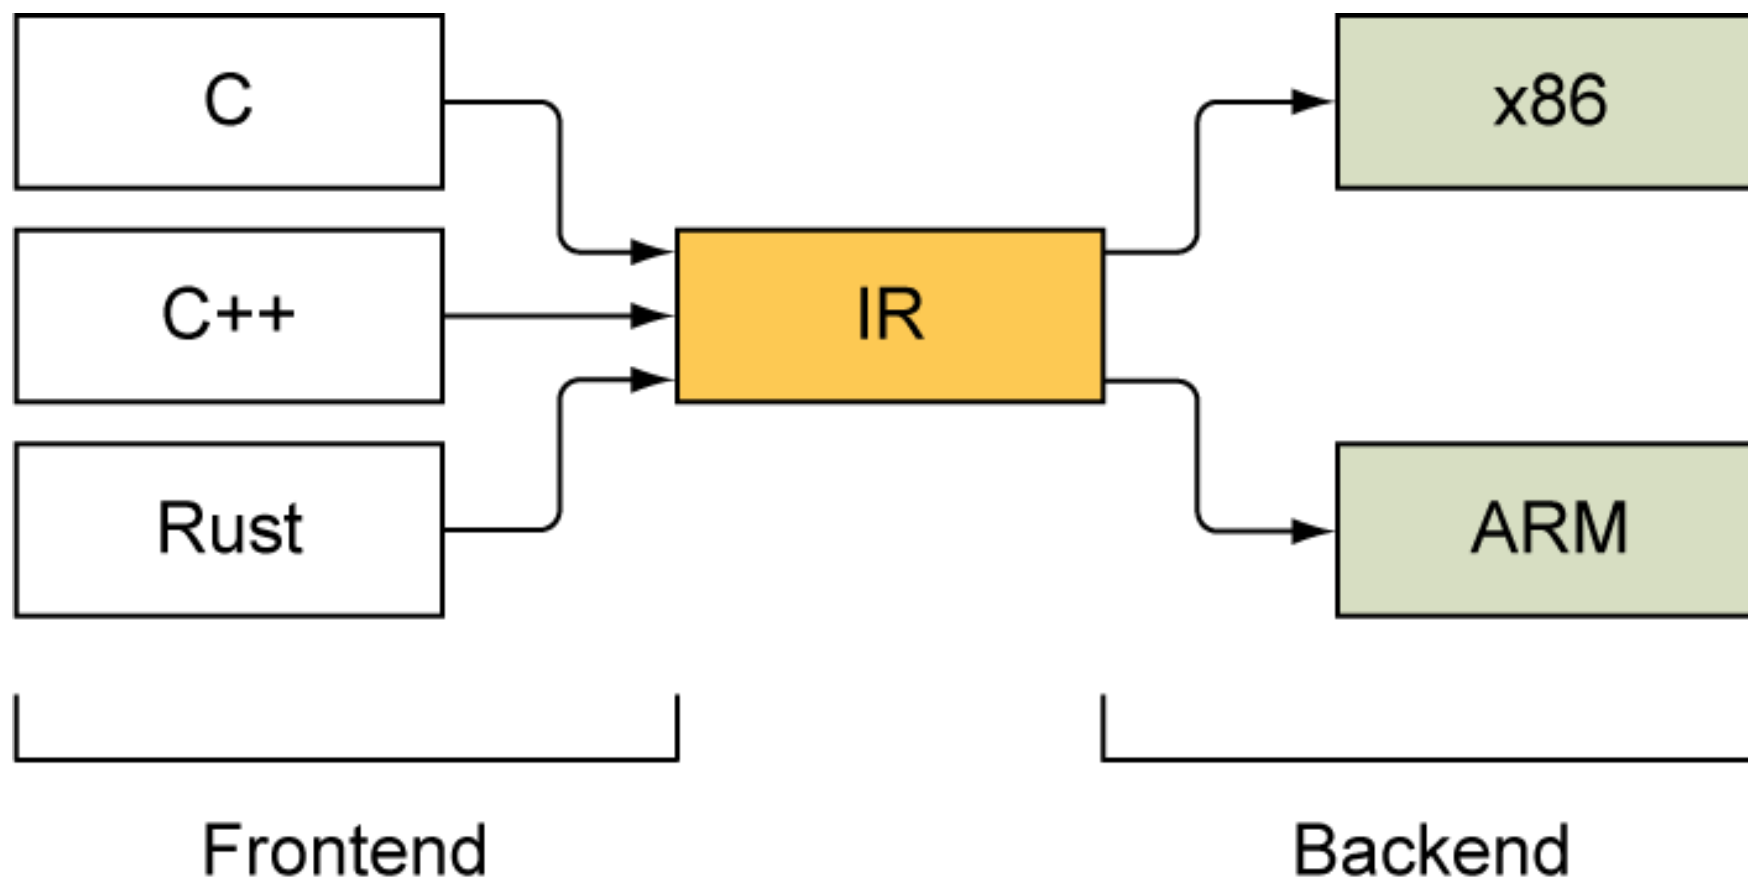 C
x86
C++
IR
Rust
ARM
Frontend
Backend